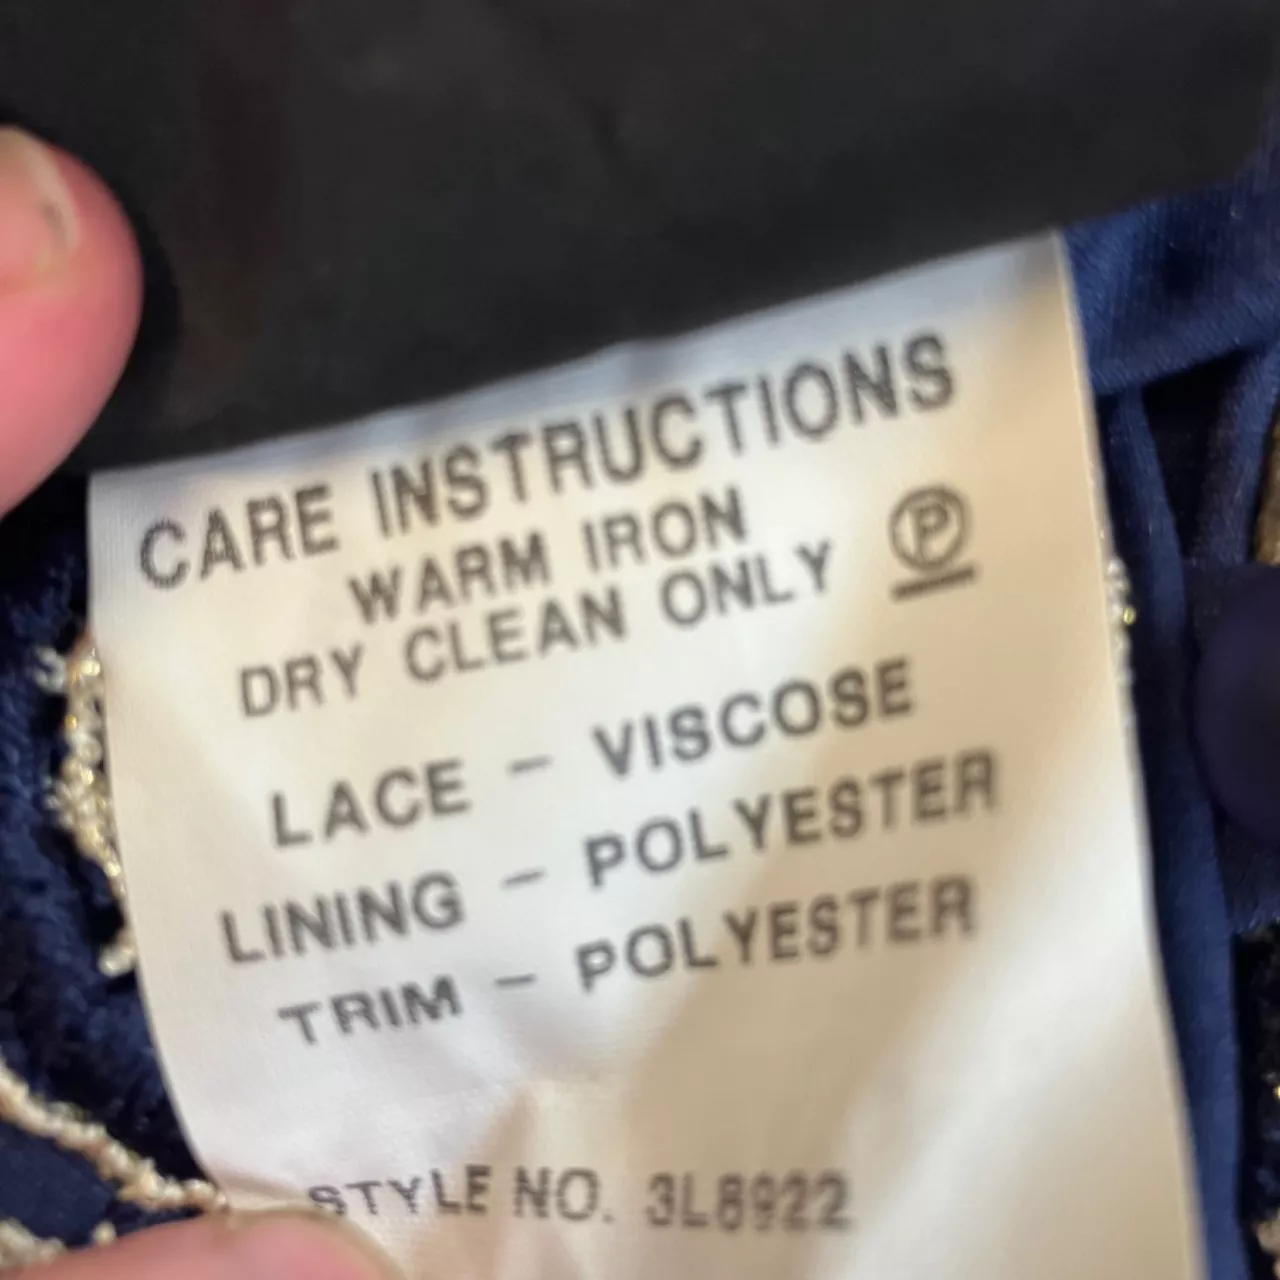 CARE INSTRUCTIONS
WARM IRON
DRY CLEAN ONLY Ⓟ
LACE - VISCOSE
LINING - POLYESTER
TRIM - POLYESTER
STYLE NO. 3L8922